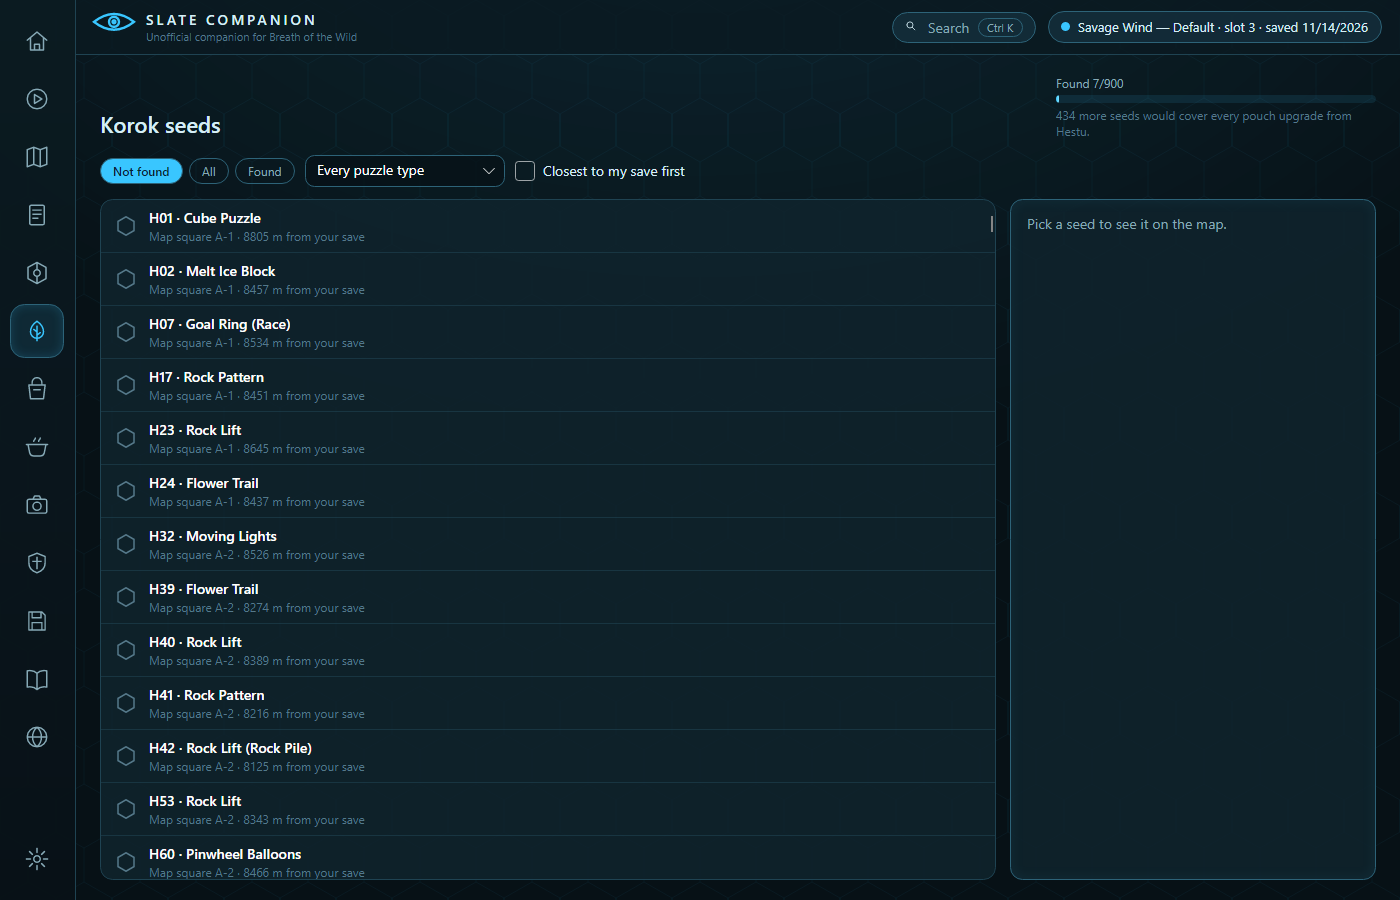 SLATE COMPANION
Unofficial companion for Breath of the Wild
Search Ctrl K
Savage Wind — Default · slot 3 · saved 11/14/2026
Found 7/900
434 more seeds would cover every pouch upgrade from
Hestu.
Korok seeds
Not found All Found Every puzzle type Closest to my save first
H01 · Cube Puzzle
Map square A-1 · 8805 m from your save
H02 · Melt Ice Block
Map square A-1 · 8457 m from your save
H07 · Goal Ring (Race)
Map square A-1 · 8534 m from your save
H17 · Rock Pattern
Map square A-1 · 8451 m from your save
H23 · Rock Lift
Map square A-1 · 8645 m from your save
H24 · Flower Trail
Map square A-1 · 8437 m from your save
H32 · Moving Lights
Map square A-2 · 8526 m from your save
H39 · Flower Trail
Map square A-2 · 8274 m from your save
H40 · Rock Lift
Map square A-2 · 8389 m from your save
H41 · Rock Pattern
Map square A-2 · 8216 m from your save
H42 · Rock Lift (Rock Pile)
Map square A-2 · 8125 m from your save
H53 · Rock Lift
Map square A-2 · 8343 m from your save
H60 · Pinwheel Balloons
Map square A-2 · 8466 m from your save
Pick a seed to see it on the map.